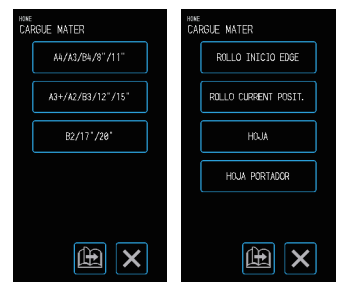 HOME
CARGUE MATER
A4/A3/B4/8"/11"
A3+/A2/B3/12"/15"
B2/17"/20"
HOME
CARGUE MATER
ROLLO INICIO EDGE
ROLLO CURRENT POSIT.
HOJA
HOJA PORTADOR